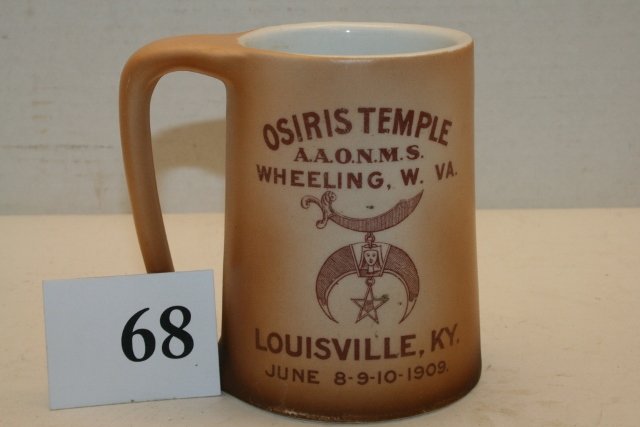 OSIRIS TEMPLE
A.A.O.N.M.S.
WHEELING, W. VA.
LOUISVILLE, KY.
JUNE 8-9-10-1909.
68